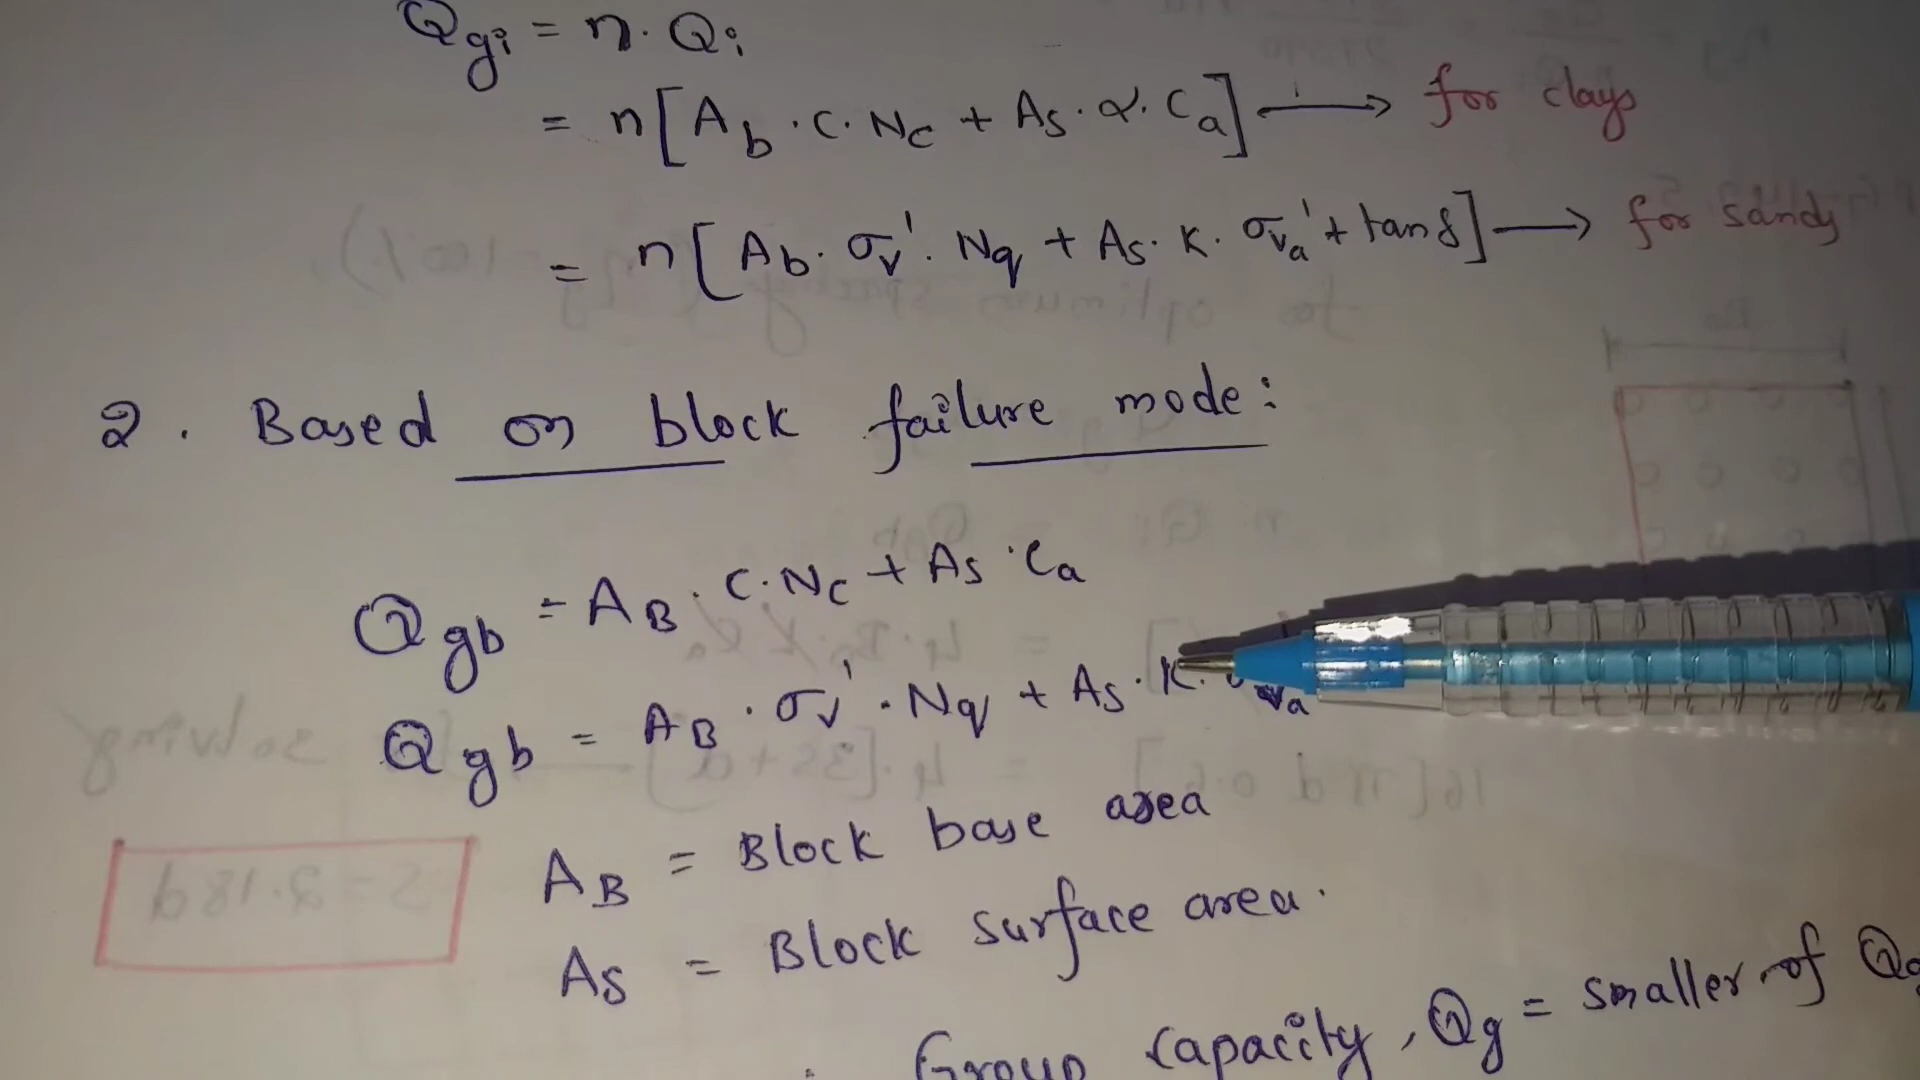 Qgi = n. Qi
= n[Ab . C. Nc + As. α. Ca] → for clays
= n[Ab. σv'. Nq + As. K. σva' + tanδ] → for sandy
2. Based on block failure mode:
Qgb = AB. C. Nc + As . Ca
Qgb = AB . σv' . Nq + As . K.
AB = Block base area
As = Block surface area.
Group capacity, Qg = smaller of